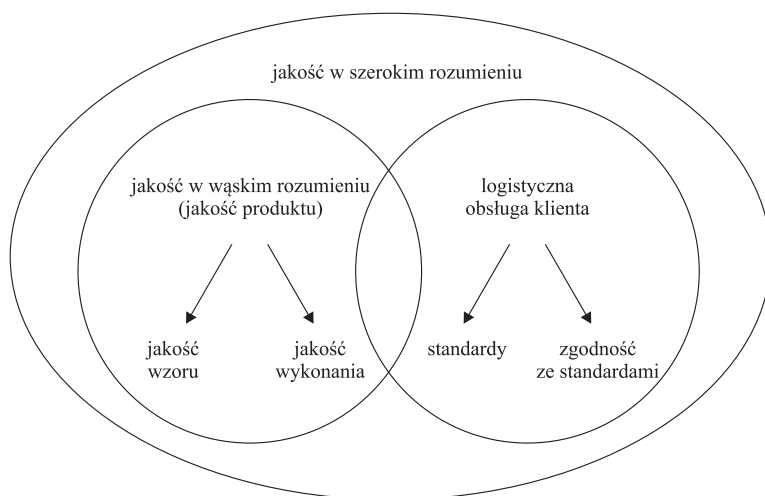 jakość w szerokim rozumieniu
jakość w wąskim rozumieniu
(jakość produktu)
logistyczna
obsługa klienta
jakość
wzoru
jakość
wykonania
standardy
zgodność
ze standardami